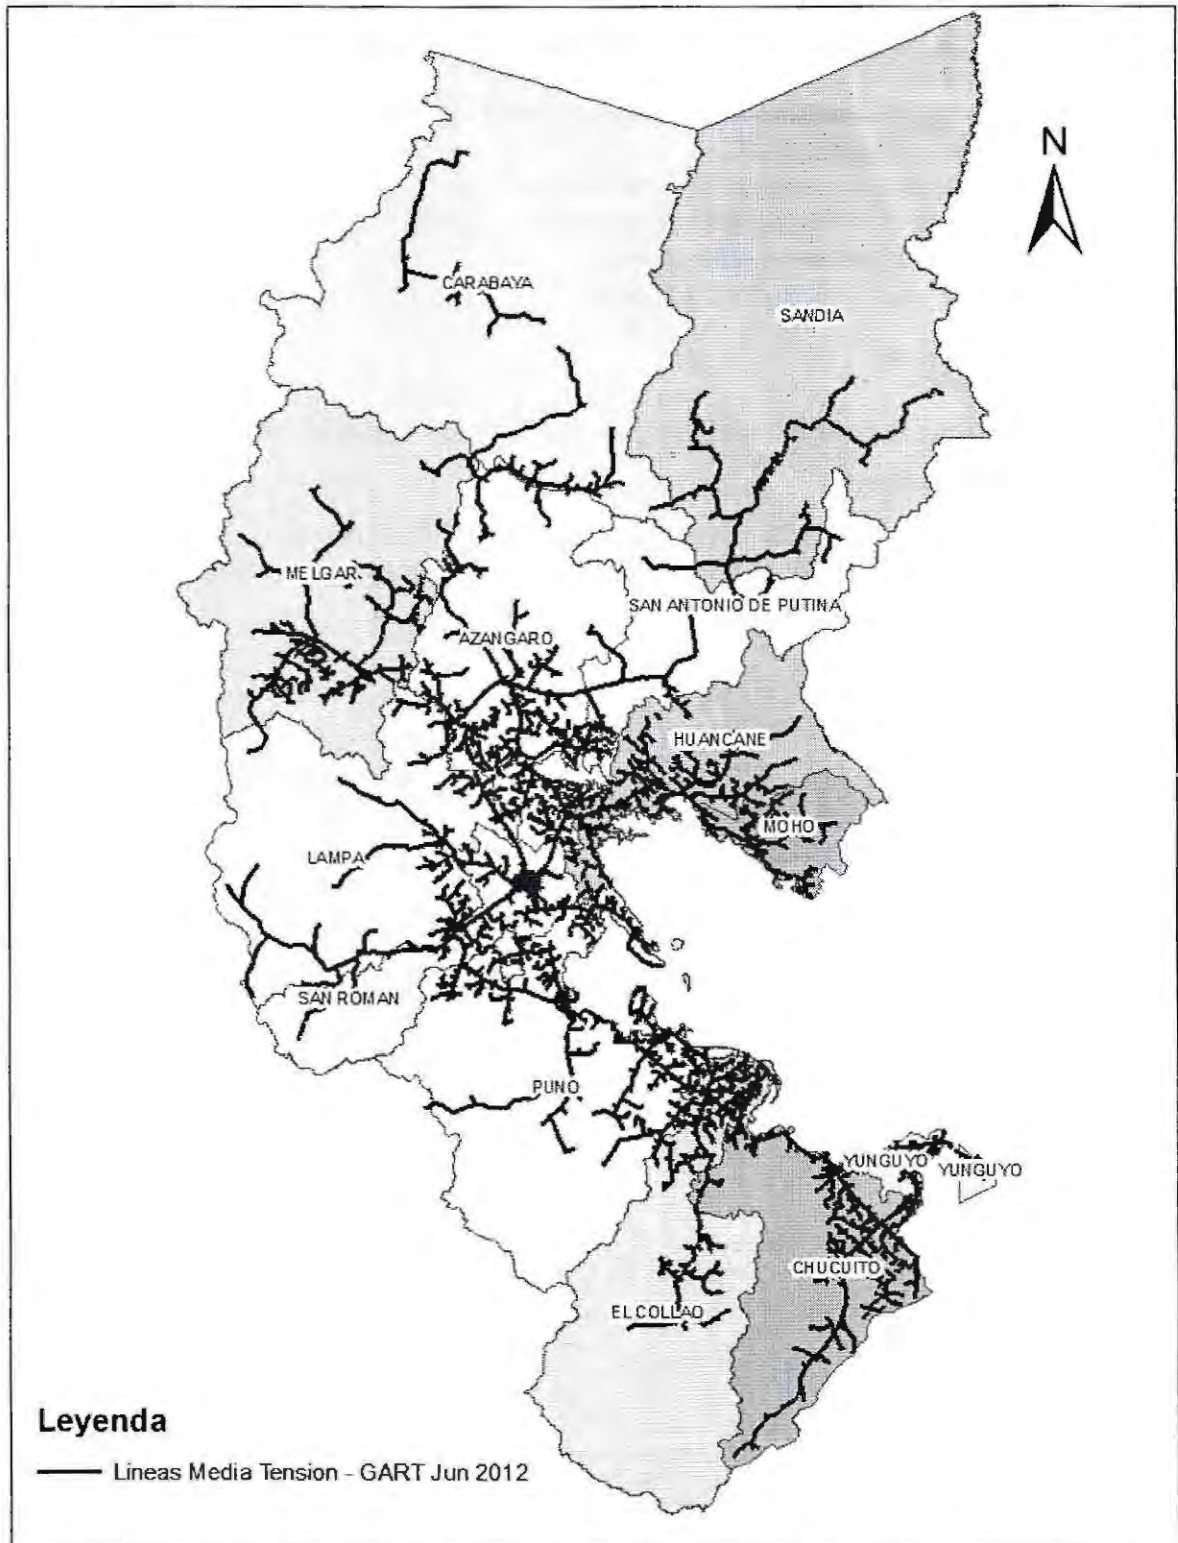 N
CARABAYA
SANDIA
MELGAR
SAN ANTONIO DE PUTINA
AZANGARO
HUANCANE
MOHO
LAMPA
SAN ROMAN
PUNO
YUNGUYO
YUNGUYO
CHUCUITO
EL COLLAO
Leyenda
Lineas Media Tension - GART Jun 2012